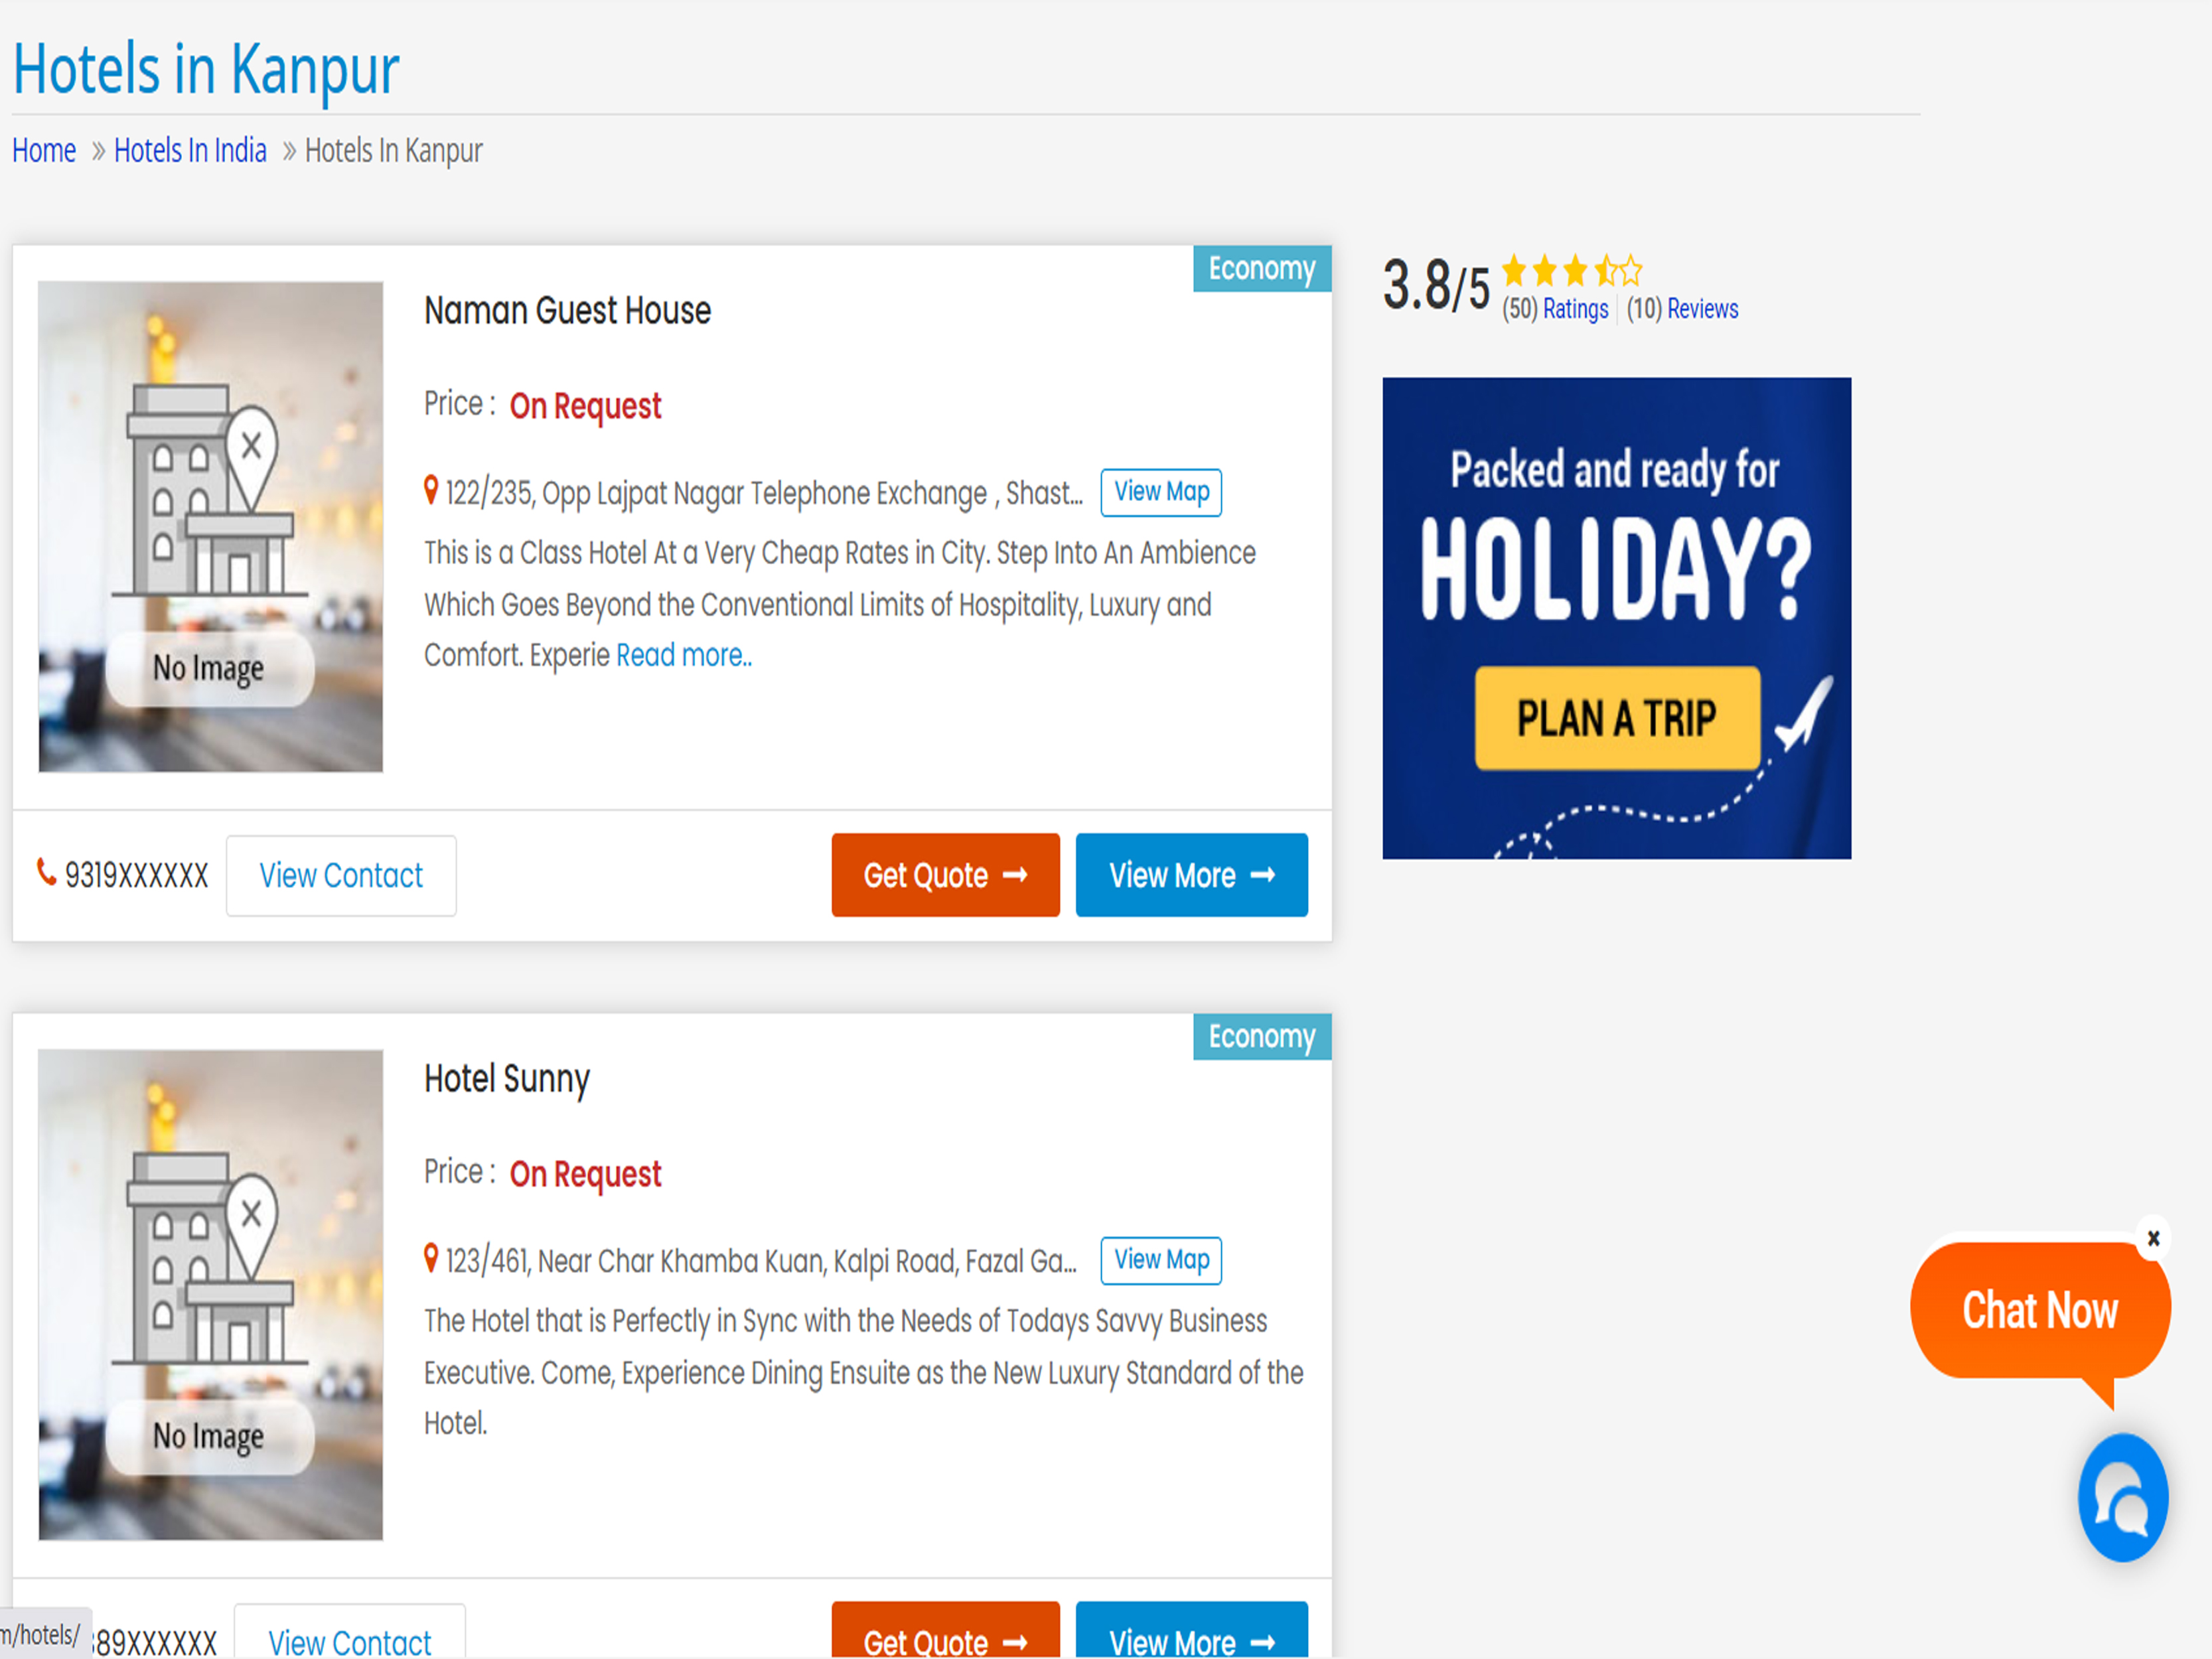 Hotels in Kanpur
Home » Hotels In India » Hotels In Kanpur
Economy
Naman Guest House
Price : On Request
122/235, Opp Lajpat Nagar Telephone Exchange , Shast... View Map
This is a Class Hotel At a Very Cheap Rates in City. Step Into An Ambience
Which Goes Beyond the Conventional Limits of Hospitality, Luxury and
Comfort. Experie Read more..
No Image
9319XXXXXX View Contact Get Quote → View More →
3.8/5
(50) Ratings (10) Reviews
Packed and ready for
HOLIDAY?
PLAN A TRIP
Economy
Hotel Sunny
Price : On Request
123/461, Near Char Khamba Kuan, Kalpi Road, Fazal Ga... View Map
The Hotel that is Perfectly in Sync with the Needs of Todays Savvy Business
Executive. Come, Experience Dining Ensuite as the New Luxury Standard of the
Hotel.
No Image
89XXXXXX View Contact Get Quote → View More →
m/hotels/
x
Chat Now